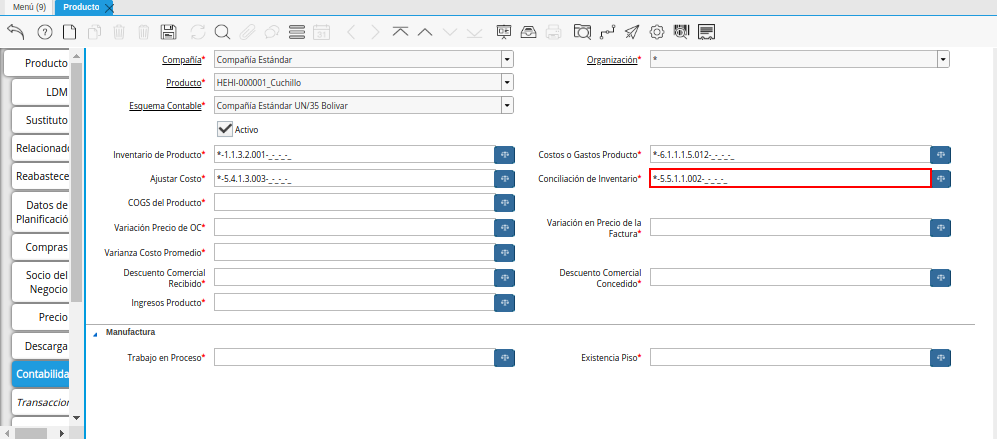 Menú (9) Producto
Producto
LDM
Sustituto
Relacionado
Reabastece
Datos de
Planificació
Compras
Socio del
Negocio
Precio
Descarga
Contabilida
Transaccion
Compañía* Compañía Estándar Organización* *
Producto* HEHI-000001_Cuchillo
Esquema Contable* Compañía Estándar UN/35 Bolivar
Activo
Inventario de Producto* *-1.1.3.2.001-_-_-_-_ Costos o Gastos Producto* *-6.1.1.1.5.012-_-_-_-_
Ajustar Costo* *-5.4.1.3.003-_-_-_-_ Conciliación de Inventario* *-5.5.1.1.002-_-_-_-_
COGS del Producto*
Variación Precio de OC* Variación en Precio de la
Factura*
Varianza Costo Promedio*
Descuento Comercial
Recibido* Descuento Comercial
Concedido*
Ingresos Producto*
Manufactura
Trabajo en Proceso* Existencia Piso*